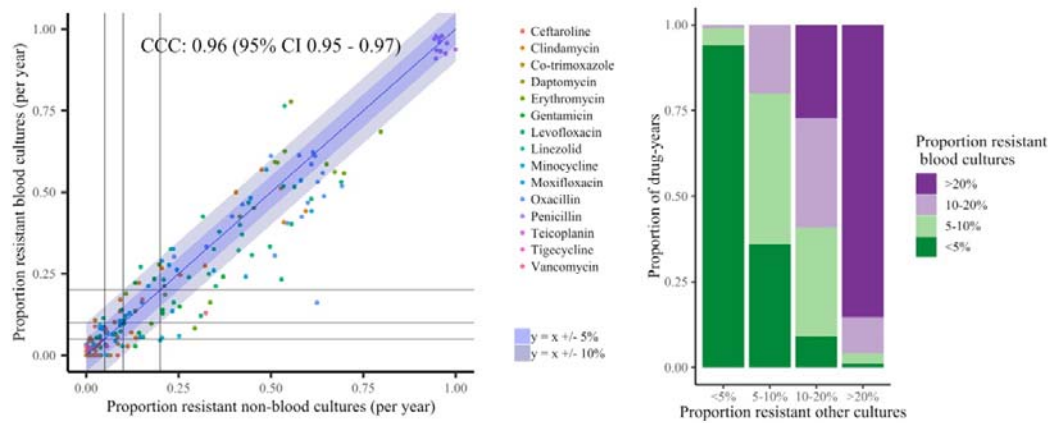 CCC: 0.96 (95% CI 0.95 - 0.97)
Proportion resistant blood cultures (per year)
1.00
0.75
0.50
0.25
0.00
0.00 0.25 0.50 0.75 1.00
Proportion resistant non-blood cultures (per year)
Ceftaroline
Clindamycin
Co-trimoxazole
Daptomycin
Erythromycin
Gentamicin
Levofloxacin
Linezolid
Minocycline
Moxifloxacin
Oxacillin
Penicillin
Teicoplanin
Tigecycline
Vancomycin
y = x +/- 5%
y = x +/- 10%
Proportion of drug-years
1.00
0.75
0.50
0.25
0.00
<5% 5-10% 10-20% >20%
Proportion resistant other cultures
Proportion resistant
blood cultures
>20%
10-20%
5-10%
<5%